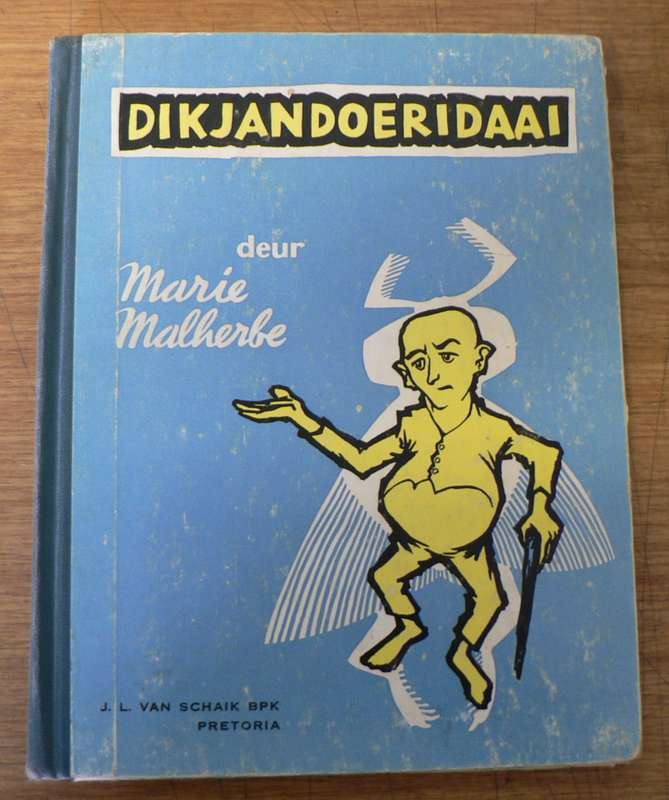 DIKJANDOERIDAAI
deur
Marie
Malherbe
J. L. VAN SCHAIK BPK
PRETORIA